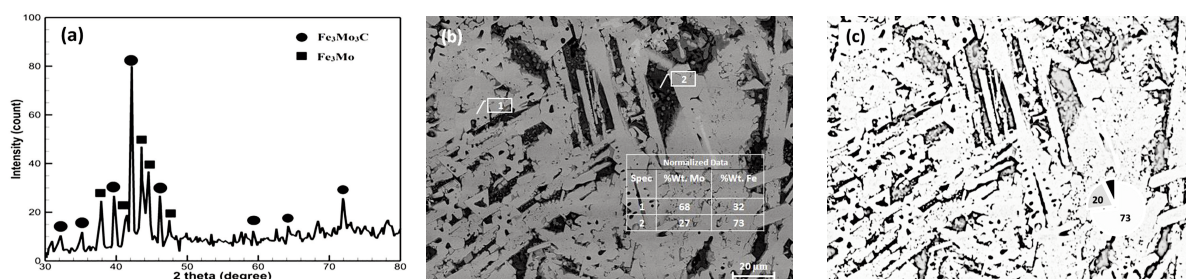 100
80
60
40
20
0
Intensity (count)
(a)
Fe3Mo3C
Fe3Mo
30 40 50 60 70 80
2 theta (degree)
(b)
1
2
Normalized Data
Spec %Wt. Mo %Wt. Fe
1 68 32
2 27 73
20 µm
(c)
20
73